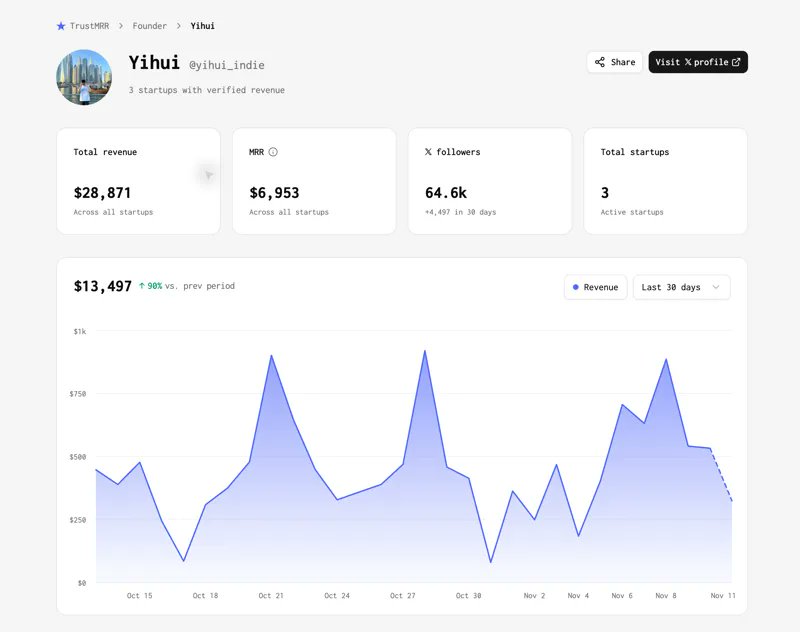 TrustMRR > Founder > Yihui
Yihui @yihui_indie
3 startups with verified revenue
Share
Visit 𝕏 profile
Total revenue
$28,871
Across all startups
MRR
$6,953
Across all startups
𝕏 followers
64.6k
+4,497 in 30 days
Total startups
3
Active startups
$13,497 ↑ 90% vs. prev period
Revenue
Last 30 days
$1k
$750
$500
$250
$0
Oct 15 Oct 18 Oct 21 Oct 24 Oct 27 Oct 30 Nov 2 Nov 4 Nov 6 Nov 8 Nov 11